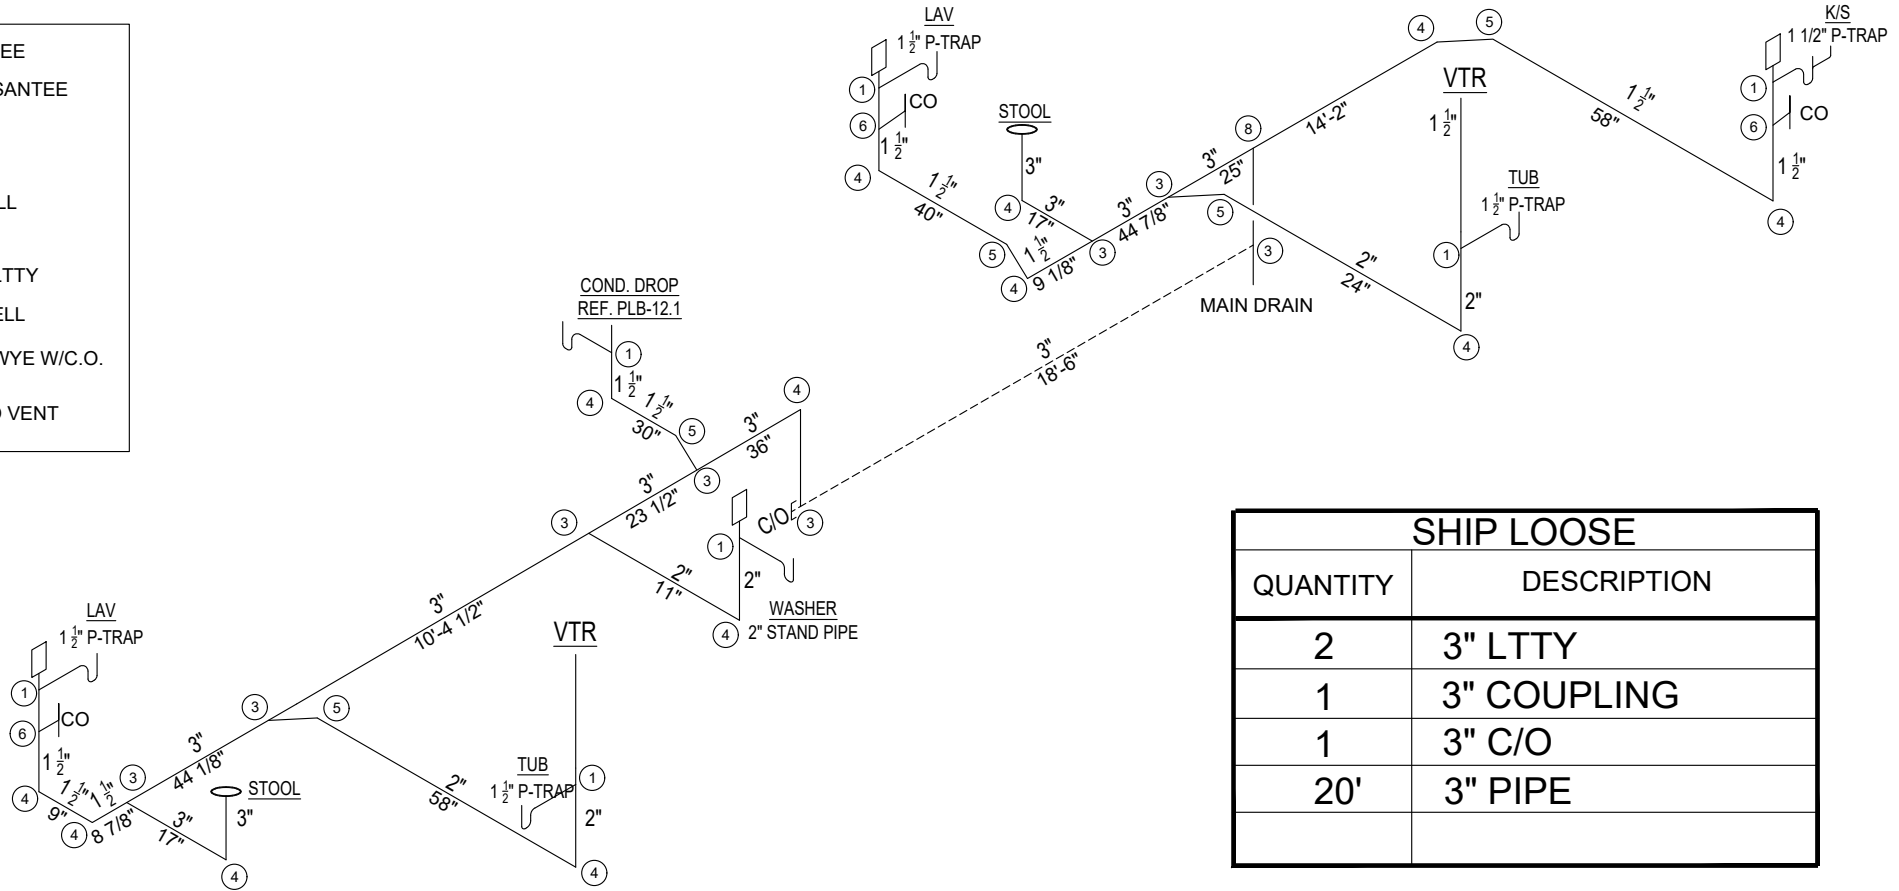 EE
SANTEE
LL
LTTY
ELL
WYE W/C.O.
O VENT
LAV
1 1/2" P-TRAP
1
CO
6
1 1/2"
4
1 1/2"
40"
5
1 1/2"
4
9 1/8"
STOOL
3"
4
3"
17"
3
3"
44 7/8"
3
5
3"
25"
8
14'-2"
4
5
1 1/2"
58"
K/S
1 1/2" P-TRAP
1
CO
6
1 1/2"
4
VTR
1 1/2"
TUB
1 1/2" P-TRAP
1
2"
4
2"
24"
3
MAIN DRAIN
3"
18'-6"
COND. DROP
REF. PLB-12.1
1
1 1/2"
4
1 1/2"
30"
5
3
3"
36"
4
C/O
3
3"
23 1/2"
3
1
2"
2"
11"
4
WASHER
2" STAND PIPE
3"
10'-4 1/2"
LAV
1 1/2" P-TRAP
1
CO
6
1 1/2"
4
1 1/2"
9"
4
1 1/2"
8 7/8"
3
3"
17"
STOOL
3"
4
3"
44 1/8"
3
5
2"
58"
VTR
TUB
1 1/2" P-TRAP
1
2"
4
SHIP LOOSE
QUANTITY DESCRIPTION
2 3" LTTY
1 3" COUPLING
1 3" C/O
20' 3" PIPE